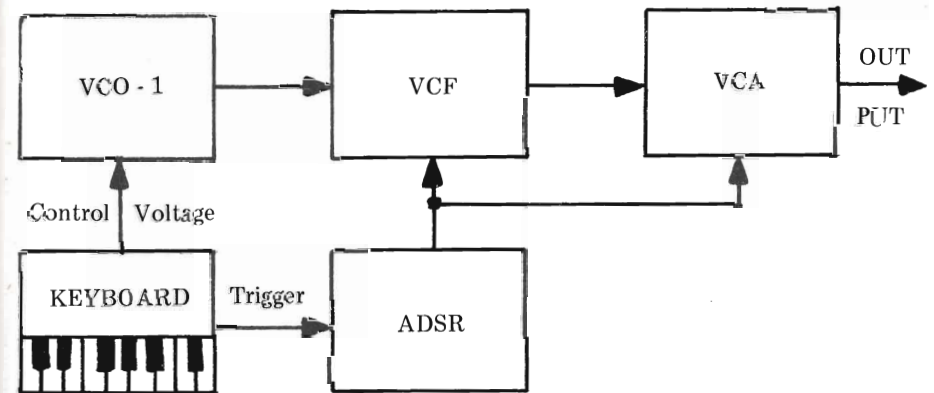 VCO - 1
VCF
VCA
OUT
PUT
Control Voltage
KEYBOARD
Trigger
ADSR